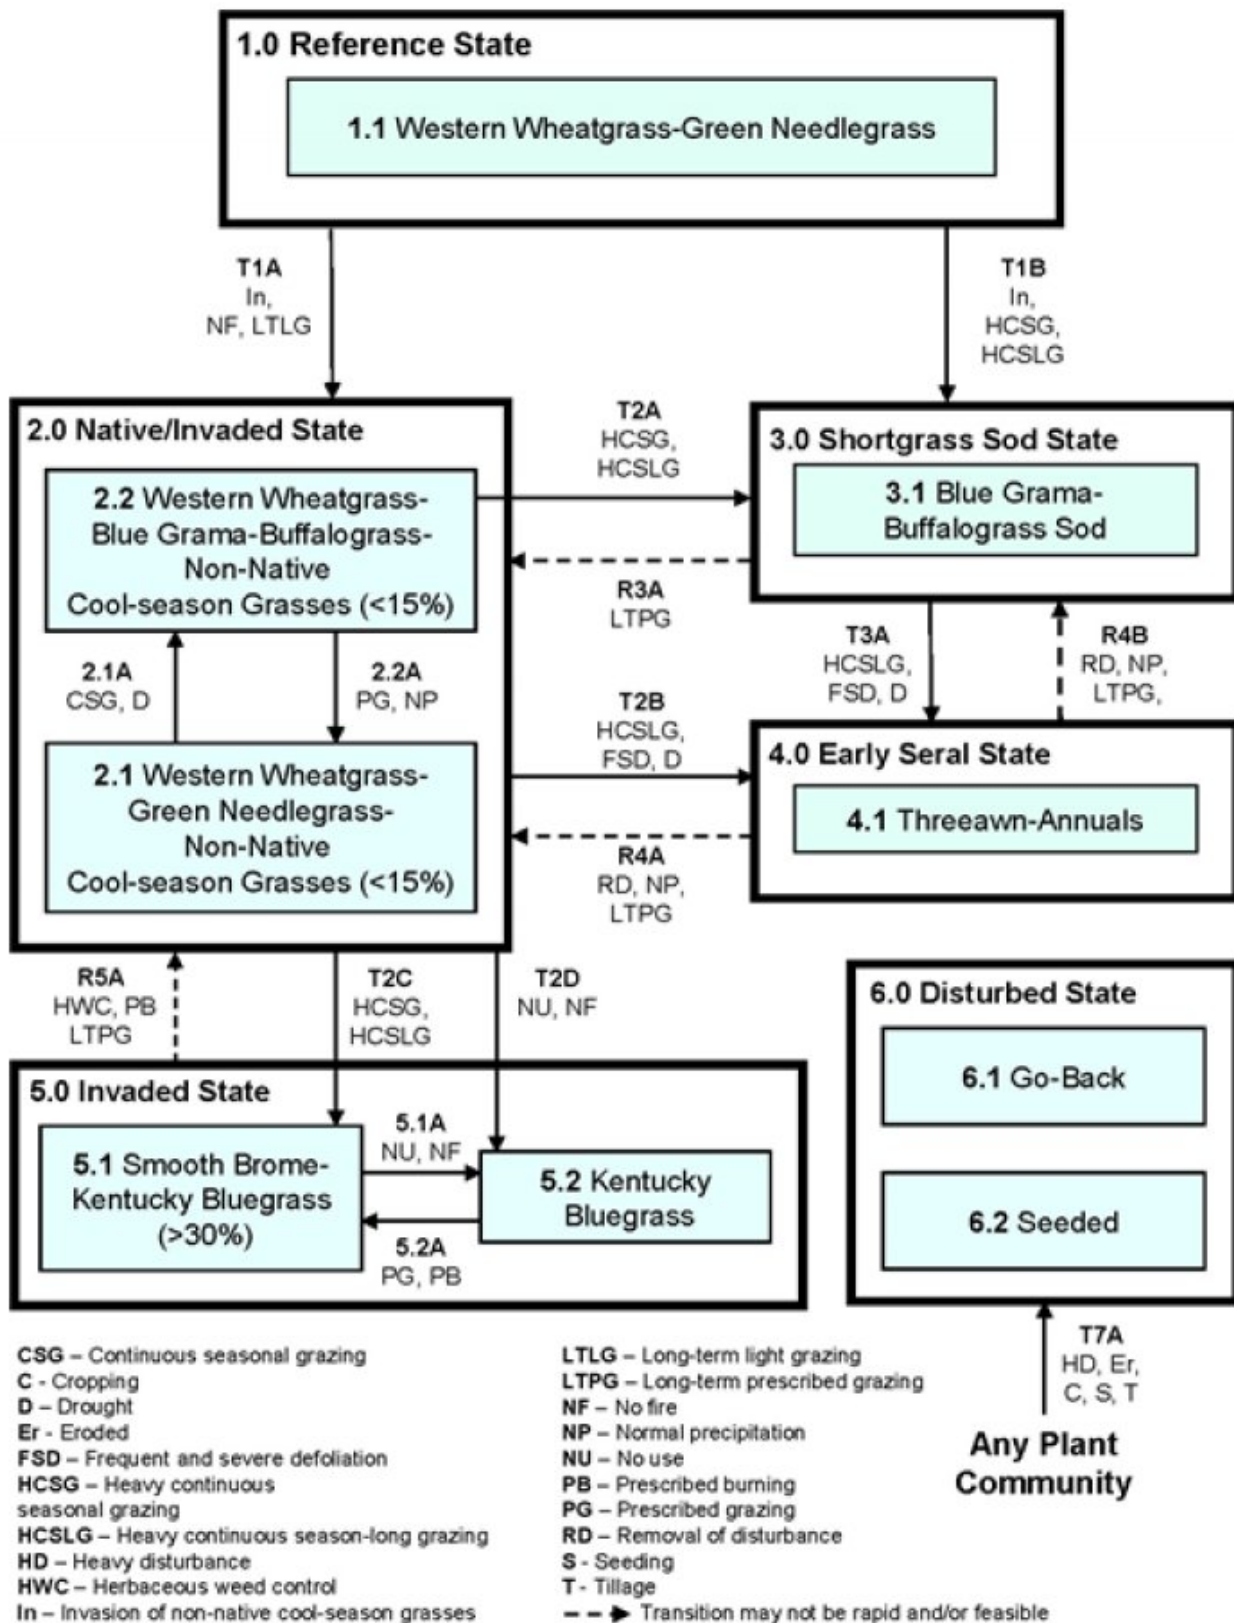 1.0 Reference State
1.1 Western Wheatgrass-Green Needlegrass
T1A
In,
NF, LTLG
T1B
In,
HCSG,
HCSLG
2.0 Native/Invaded State
2.2 Western Wheatgrass-
Blue Grama-Buffalograss-
Non-Native
Cool-season Grasses (<15%)
2.1A
CSG, D
2.2A
PG, NP
2.1 Western Wheatgrass-
Green Needlegrass-
Non-Native
Cool-season Grasses (<15%)
T2A
HCSG,
HCSLG
R3A
LTPG
T2B
HCSLG,
FSD, D
R4A
RD, NP,
LTPG
3.0 Shortgrass Sod State
3.1 Blue Grama-
Buffalograss Sod
T3A
HCSLG,
FSD, D
R4B
RD, NP,
LTPG,
4.0 Early Seral State
4.1 Threeawn-Annuals
R5A
HWC, PB
LTPG
T2C
HCSG,
HCSLG
T2D
NU, NF
5.0 Invaded State
5.1 Smooth Brome-
Kentucky Bluegrass
(>30%)
5.1A
NU, NF
5.2A
PG, PB
5.2 Kentucky
Bluegrass
6.0 Disturbed State
6.1 Go-Back
6.2 Seeded
T7A
HD, Er,
C, S, T
Any Plant
Community
CSG – Continuous seasonal grazing
C - Cropping
D – Drought
Er - Eroded
FSD – Frequent and severe defoliation
HCSG – Heavy continuous
seasonal grazing
HCSLG – Heavy continuous season-long grazing
HD – Heavy disturbance
HWC – Herbaceous weed control
In – Invasion of non-native cool-season grasses
LTLG – Long-term light grazing
LTPG – Long-term prescribed grazing
NF – No fire
NP – Normal precipitation
NU – No use
PB – Prescribed burning
PG – Prescribed grazing
RD – Removal of disturbance
S - Seeding
T - Tillage
Transition may not be rapid and/or feasible